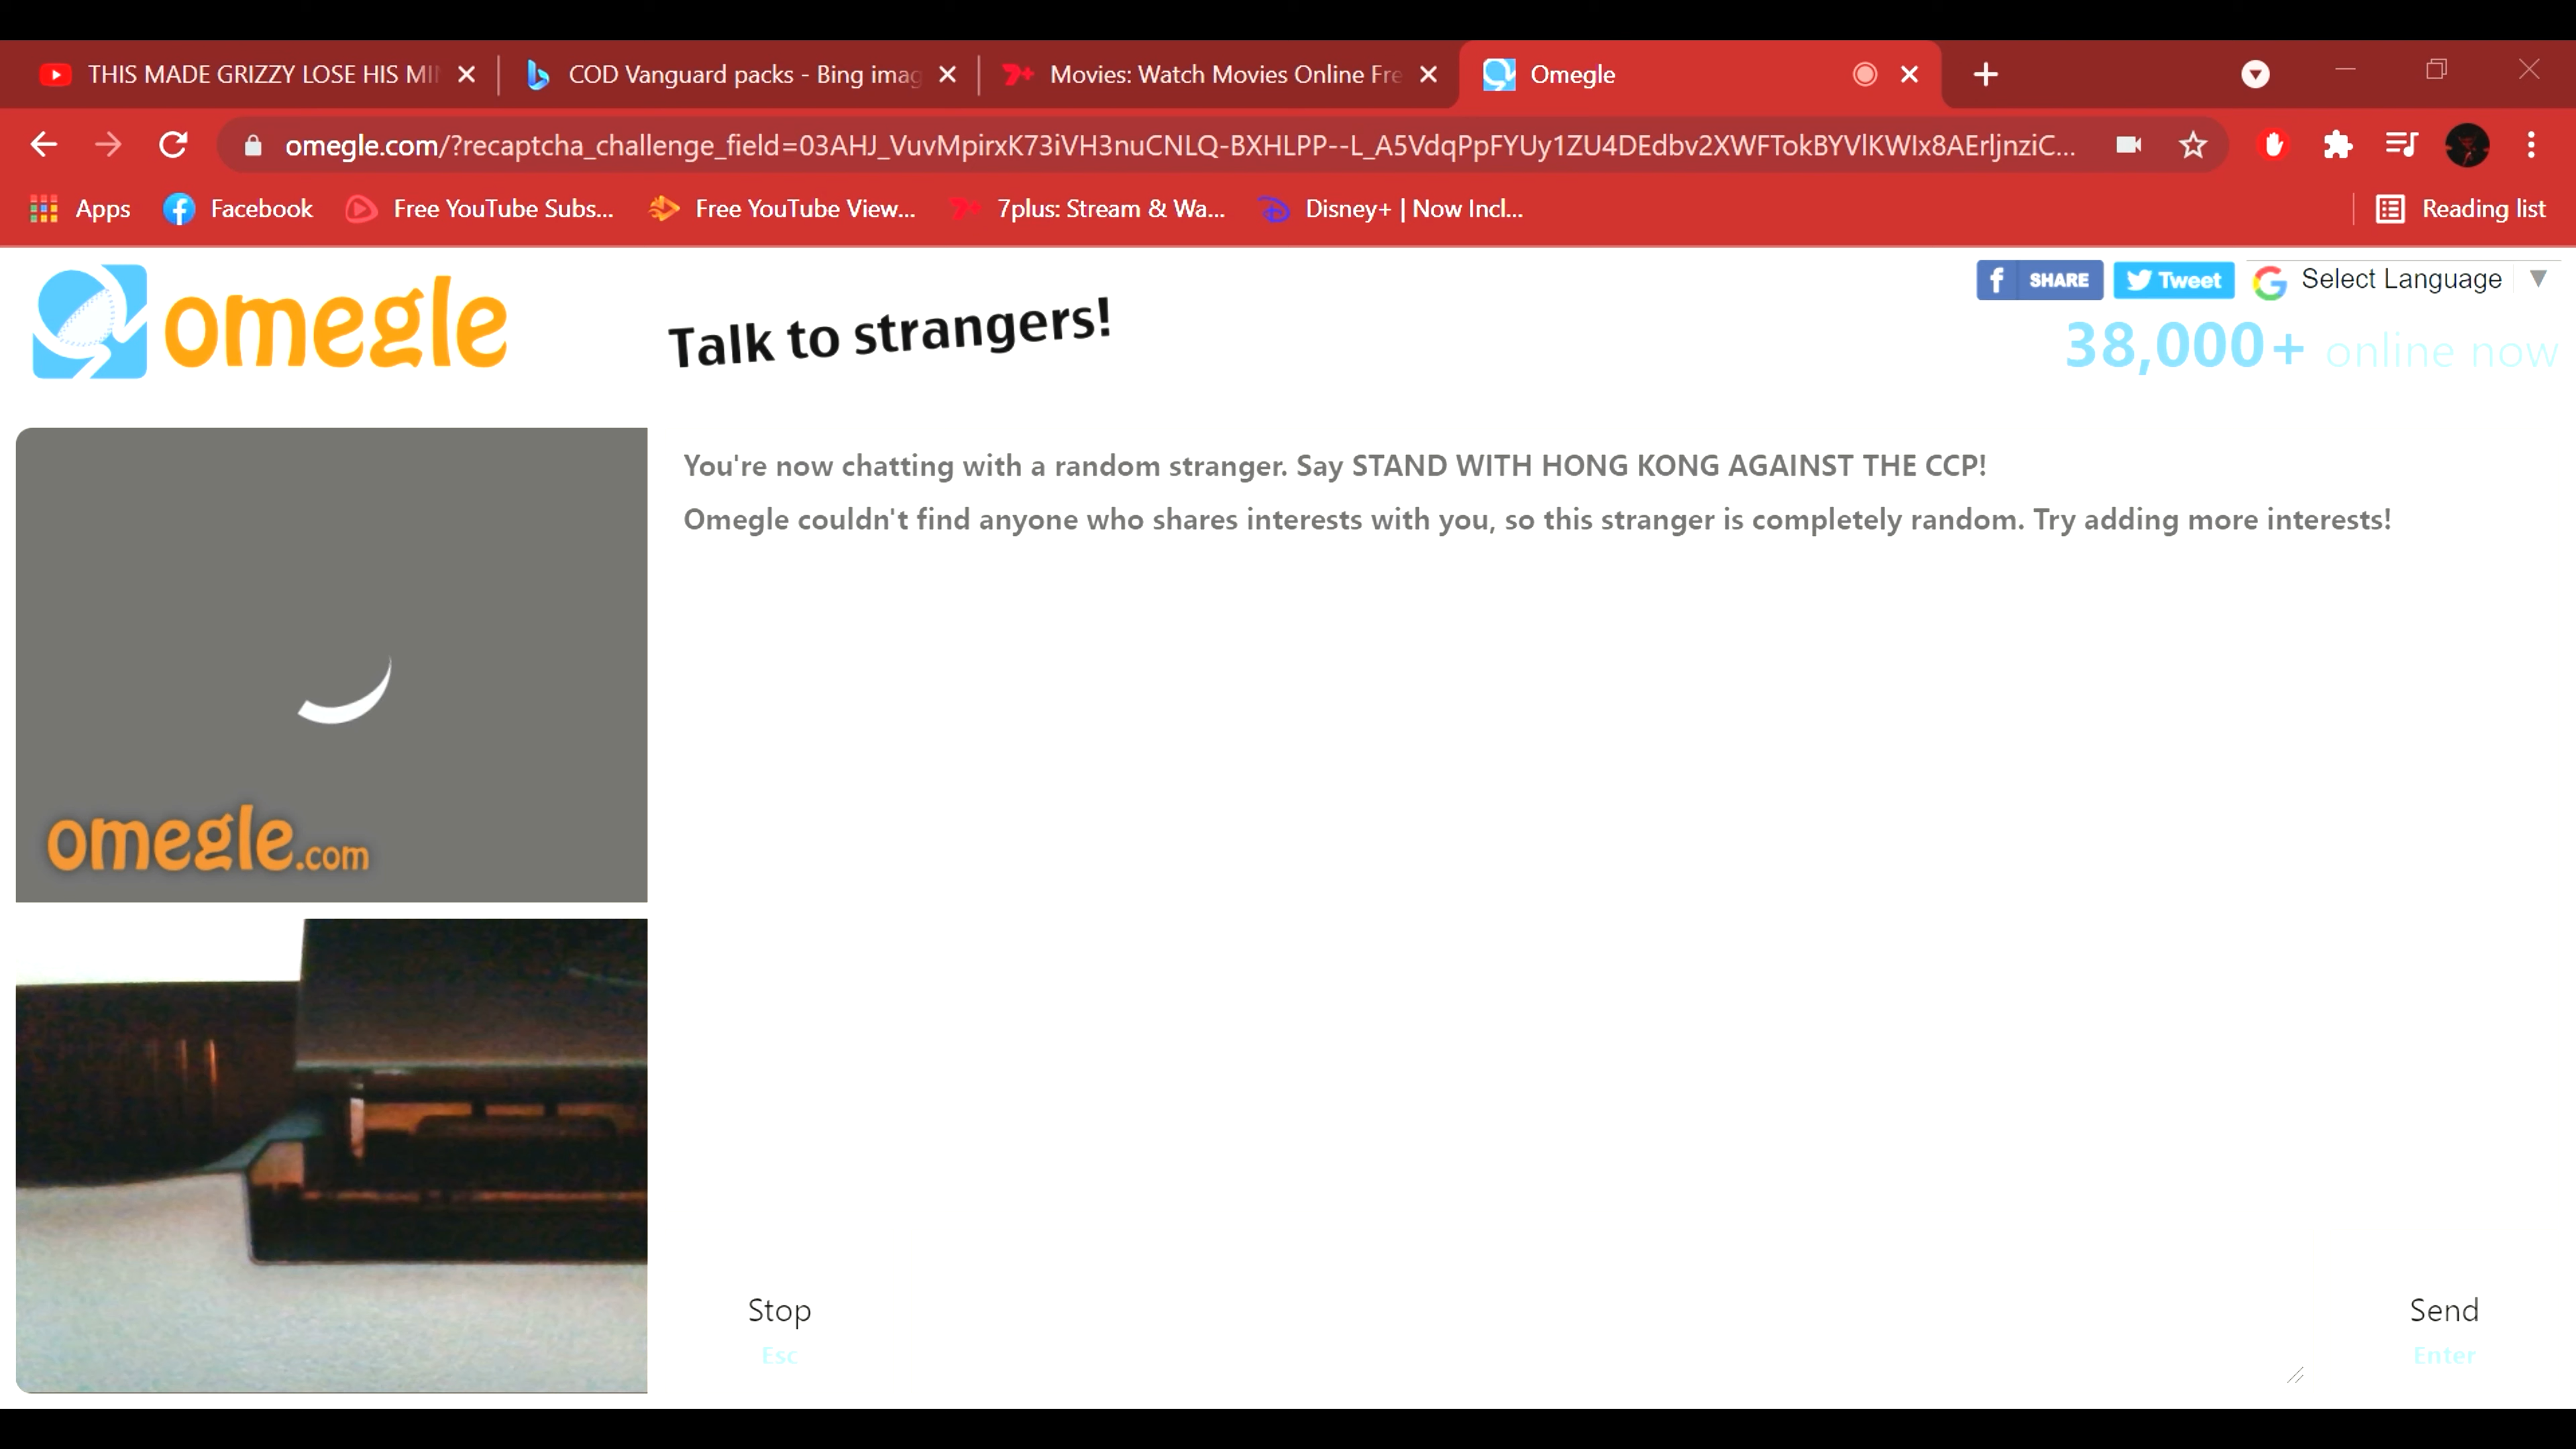 THIS MADE GRIZZY LOSE HIS MI
COD Vanguard packs - Bing imag
Movies: Watch Movies Online Fre
Omegle
omegle.com/?recaptcha_challenge_field=03AHJ_VuvMpirxK73iVH3nuCNLQ-BXHLPP--L_A5VdqPpFYUy1ZU4DEdbv2XWFTokBYVlKWIx8AErljnziC...
Apps
Facebook
Free YouTube Subs...
Free YouTube View...
7plus: Stream & Wa...
Disney+ | Now Incl...
Reading list
omegle
Talk to strangers!
SHARE
Tweet
Select Language
38,000+ online now
You're now chatting with a random stranger. Say STAND WITH HONG KONG AGAINST THE CCP!
Omegle couldn't find anyone who shares interests with you, so this stranger is completely random. Try adding more interests!
omegle.com
Stop
Esc
Send
Enter